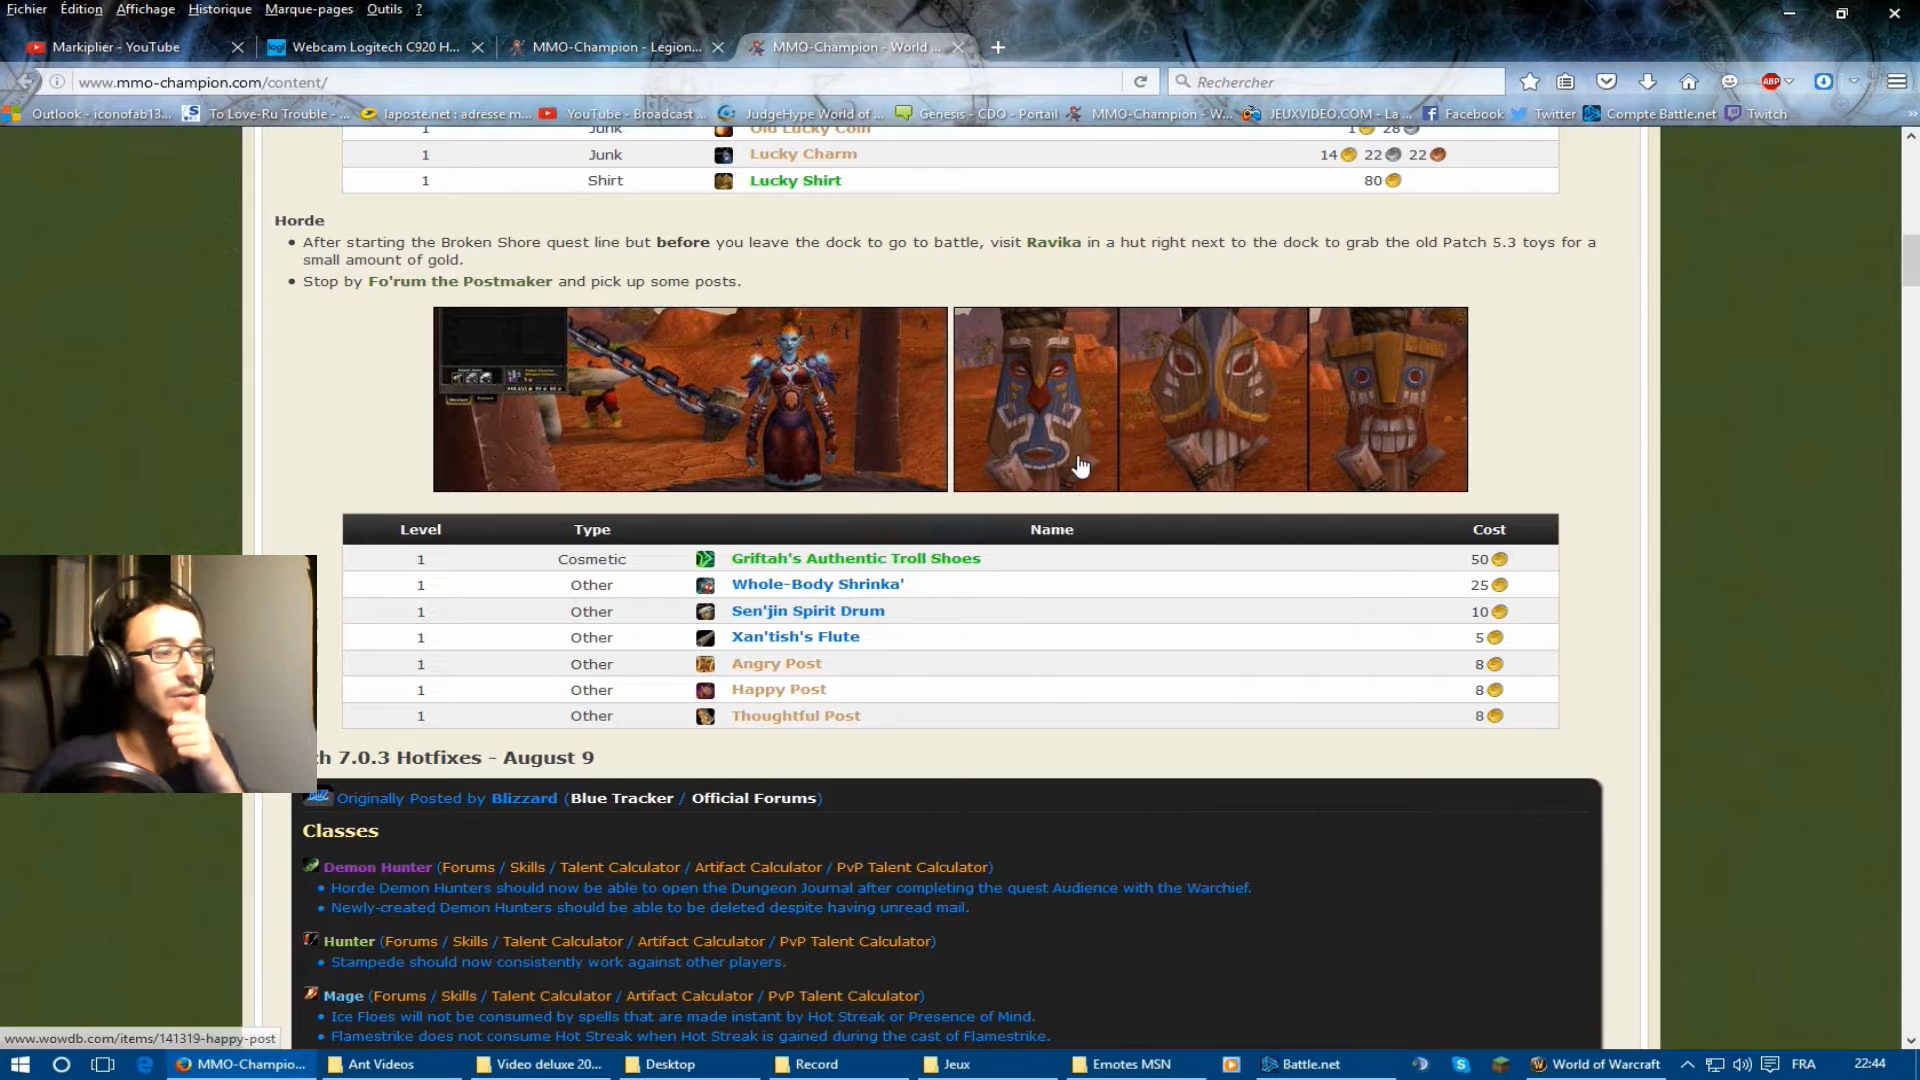 Fichier Édition Affichage Historique Marque-pages Outils ?
Markiplier - YouTube
Webcam Logitech C920 H...
MMO-Champion - Legion...
MMO-Champion - World ...
www.mmo-champion.com/content/
Rechercher
ABP
Outlook - iconofab13... To Love-Ru Trouble - ... laposte.net : adresse m... YouTube - Broadcast ... JudgeHype World of ... Genesis - CDO - Portail MMO-Champion - W... JEUXVIDEO.COM - La ... Facebook Twitter Compte Battle.net Twitch »
1 Junk Old Lucky Coin 1 28
1 Junk Lucky Charm 14 22 22
1 Shirt Lucky Shirt 80
Horde
• After starting the Broken Shore quest line but before you leave the dock to go to battle, visit Ravika in a hut right next to the dock to grab the old Patch 5.3 toys for a
small amount of gold.
• Stop by Fo'rum the Postmaker and pick up some posts.
Level Type Name Cost
1 Cosmetic Griftah's Authentic Troll Shoes 50
1 Other Whole-Body Shrinka' 25
1 Other Sen'jin Spirit Drum 10
1 Other Xan'tish's Flute 5
1 Other Angry Post 8
1 Other Happy Post 8
1 Other Thoughtful Post 8
ch 7.0.3 Hotfixes - August 9
Originally Posted by Blizzard (Blue Tracker / Official Forums)
Classes
Demon Hunter (Forums / Skills / Talent Calculator / Artifact Calculator / PvP Talent Calculator)
• Horde Demon Hunters should now be able to open the Dungeon Journal after completing the quest Audience with the Warchief.
• Newly-created Demon Hunters should be able to be deleted despite having unread mail.
Hunter (Forums / Skills / Talent Calculator / Artifact Calculator / PvP Talent Calculator)
• Stampede should now consistently work against other players.
Mage (Forums / Skills / Talent Calculator / Artifact Calculator / PvP Talent Calculator)
• Ice Floes will not be consumed by spells that are made instant by Hot Streak or Presence of Mind.
• Flamestrike does not consume Hot Streak when Hot Streak is gained during the cast of Flamestrike.
www.wowdb.com/items/141319-happy-post
MMO-Champio... Ant Videos Video deluxe 20... Desktop Record Jeux Emotes MSN Battle.net World of Warcraft FRA 22:44